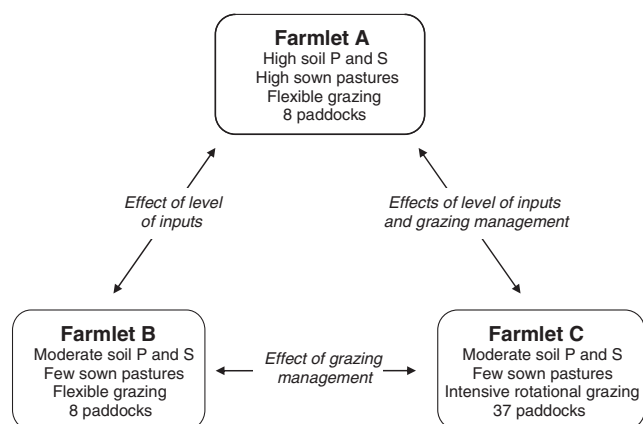 Farmlet A
High soil P and S
High sown pastures
Flexible grazing
8 paddocks
Effect of level
of inputs
Effects of level of inputs
and grazing management
Farmlet B
Moderate soil P and S
Few sown pastures
Flexible grazing
8 paddocks
Effect of grazing
management
Farmlet C
Moderate soil P and S
Few sown pastures
Intensive rotational grazing
37 paddocks